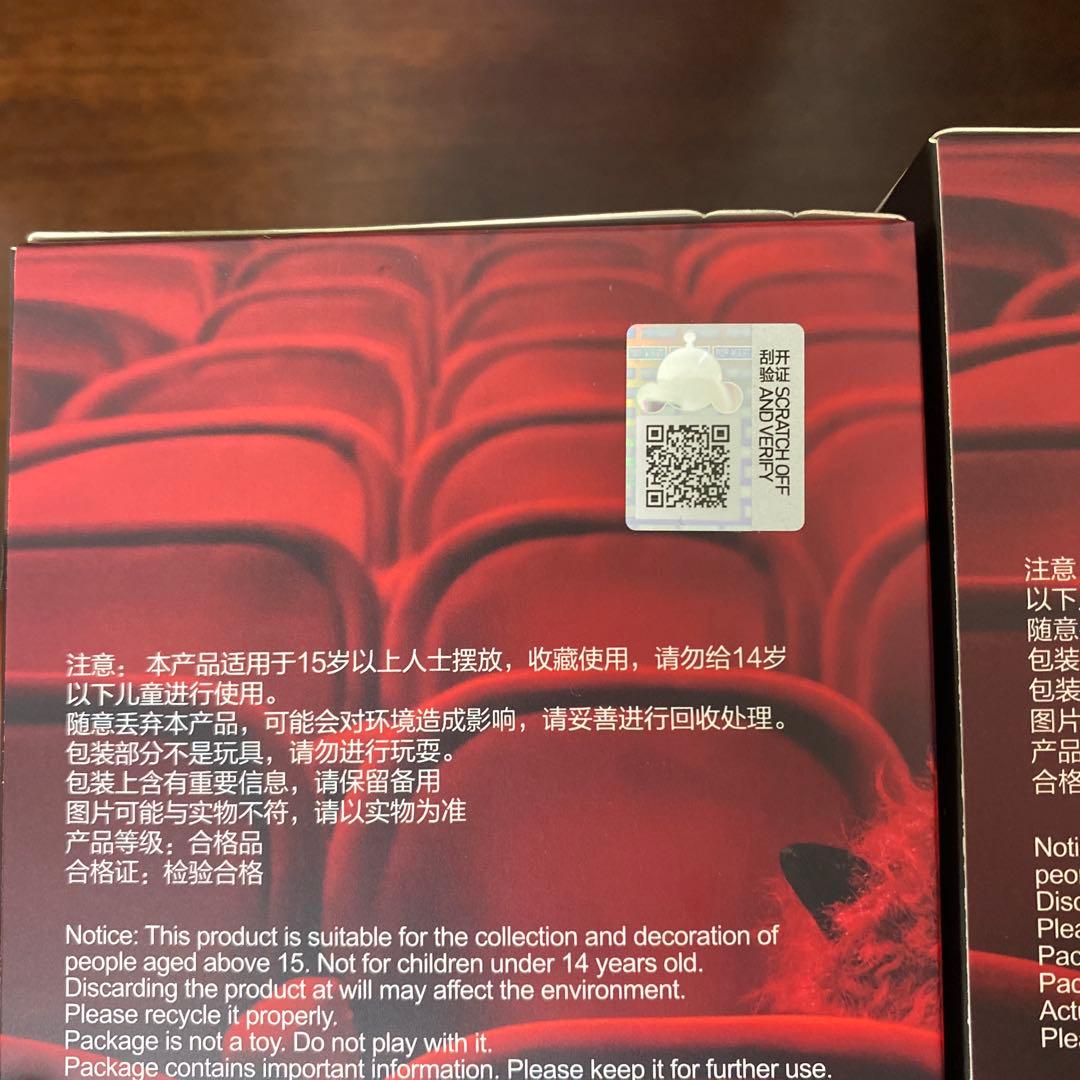 开证 SCRATCH OFF
刮验 AND VERIFY
POP MART
注意：本产品适用于15岁以上人士摆放，收藏使用，请勿给14岁
以下儿童进行使用。
随意丢弃本产品，可能会对环境造成影响，请妥善进行回收处理。
包装部分不是玩具，请勿进行玩耍。
包装上含有重要信息，请保留备用
图片可能与实物不符，请以实物为准
产品等级：合格品
合格证：检验合格
Notice: This product is suitable for the collection and decoration of
people aged above 15. Not for children under 14 years old.
Discarding the product at will may affect the environment.
Please recycle it properly.
Package is not a toy. Do not play with it.
Package contains important information. Please keep it for further use.
注意
以下
随意
包装
包装
图片
产品
合格
Noti
peo
Disc
Plea
Pac
Pac
Actu
Plea